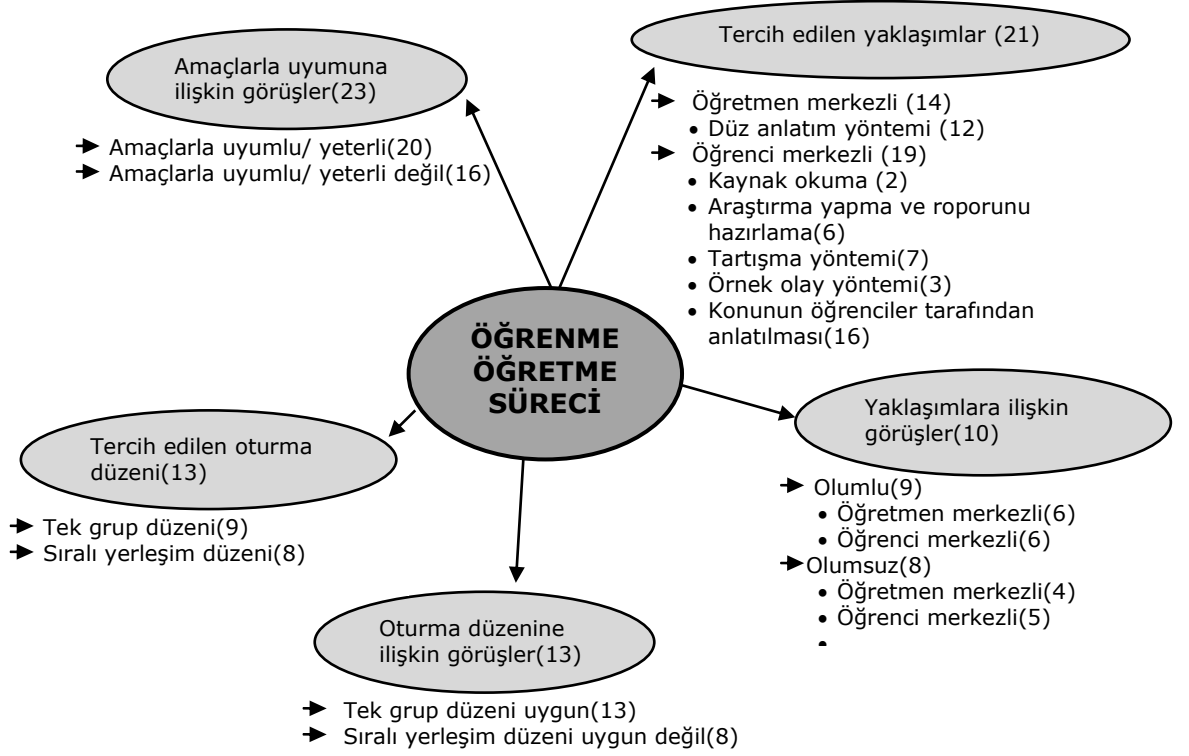 Amaçlarla uyumuna
ilişkin görüşler(23)
➔ Amaçlarla uyumlu/ yeterli(20)
➔ Amaçlarla uyumlu/ yeterli değil(16)
Tercih edilen yaklaşımlar (21)
➔ Öğretmen merkezli (14)
• Düz anlatım yöntemi (12)
➔ Öğrenci merkezli (19)
• Kaynak okuma (2)
• Araştırma yapma ve roporunu
hazırlama(6)
• Tartışma yöntemi(7)
• Örnek olay yöntemi(3)
• Konunun öğrenciler tarafından
anlatılması(16)
ÖĞRENME
ÖĞRETME
SÜRECİ
Yaklaşımlara ilişkin
görüşler(10)
➔ Olumlu(9)
• Öğretmen merkezli(6)
• Öğrenci merkezli(6)
➔Olumsuz(8)
• Öğretmen merkezli(4)
• Öğrenci merkezli(5)
•
Tercih edilen oturma
düzeni(13)
➔ Tek grup düzeni(9)
➔ Sıralı yerleşim düzeni(8)
Oturma düzenine
ilişkin görüşler(13)
➔ Tek grup düzeni uygun(13)
➔ Sıralı yerleşim düzeni uygun değil(8)